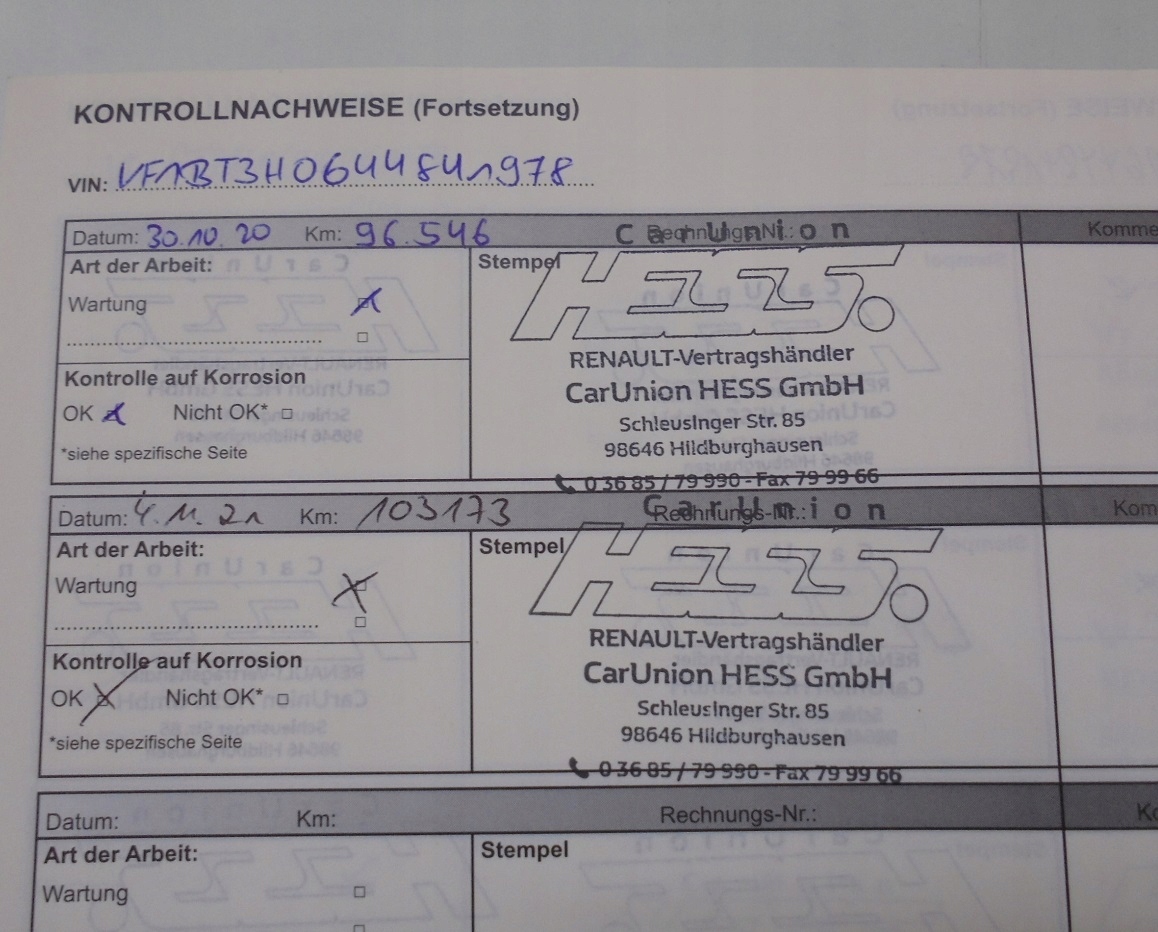 KONTROLLNACHWEISE (Fortsetzung)
VIN: VF1BT3H0644841978
Datum: 30.10.20 Km: 96.546 Rechnungs-Nr.: Komme
CarUnion
Art der Arbeit: Stempel
Hess.
Wartung
RENAULT-Vertragshändler
Kontrolle auf Korrosion
CarUnion HESS GmbH
OK Nicht OK*
Schleusinger Str. 85
*siehe spezifische Seite
98646 Hildburghausen
0 36 85 / 79 990 - Fax 79 99 66
Datum: 4.11.21 Km: 103173 Rechnungs-Nr.: Kom
CarUnion
Art der Arbeit: Stempel
Hess.
Wartung
RENAULT-Vertragshändler
Kontrolle auf Korrosion
CarUnion HESS GmbH
OK Nicht OK*
Schleusinger Str. 85
98646 Hildburghausen
*siehe spezifische Seite
0 36 85 / 79 990 - Fax 79 99 66
Datum: Km: Rechnungs-Nr.: Ko
Art der Arbeit: Stempel
Wartung